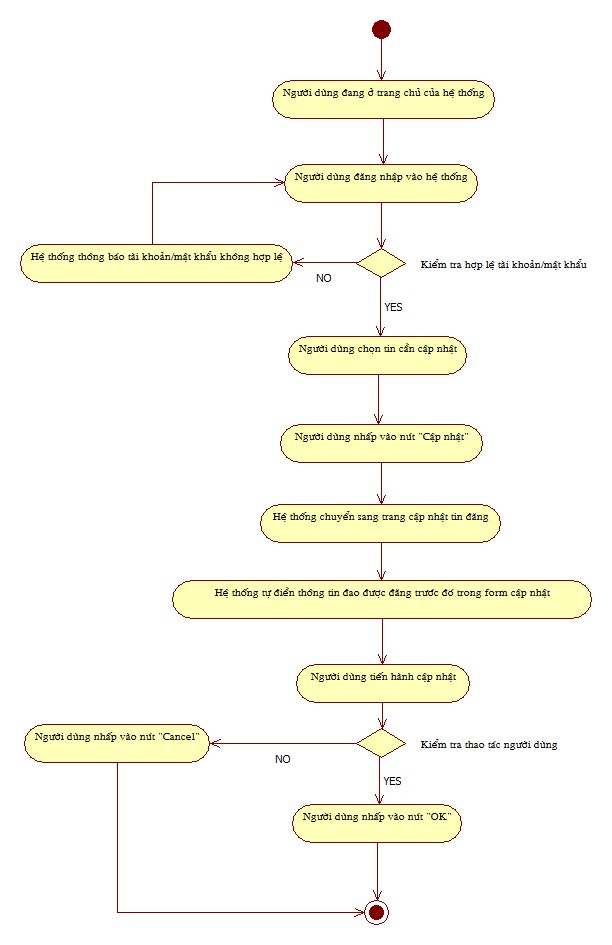 Người dùng đang ở trang chủ của hệ thống
Người dùng đăng nhập vào hệ thống
Hệ thống thông báo tài khoản/mật khẩu không hợp lệ
NO
Kiểm tra hợp lệ tài khoản/mật khẩu
YES
Người dùng chọn tin cần cập nhật
Người dùng nhấp vào nút "Cập nhật"
Hệ thống chuyển sang trang cập nhật tin đăng
Hệ thống tự điền thông tin đao được đăng trước đó trong form cập nhật
Người dùng tiến hành cập nhật
Người dùng nhấp vào nút "Cancel"
NO
Kiểm tra thao tác người dùng
YES
Người dùng nhấp vào nút "OK"